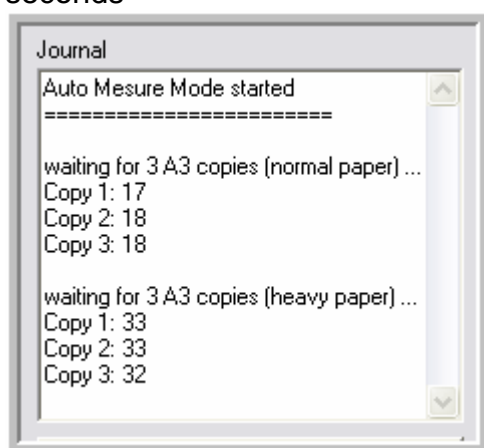 seconds
Journal
Auto Mesure Mode started
========================
waiting for 3 A3 copies (normal paper) ...
Copy 1: 17
Copy 2: 18
Copy 3: 18
waiting for 3 A3 copies (heavy paper) ...
Copy 1: 33
Copy 2: 33
Copy 3: 32